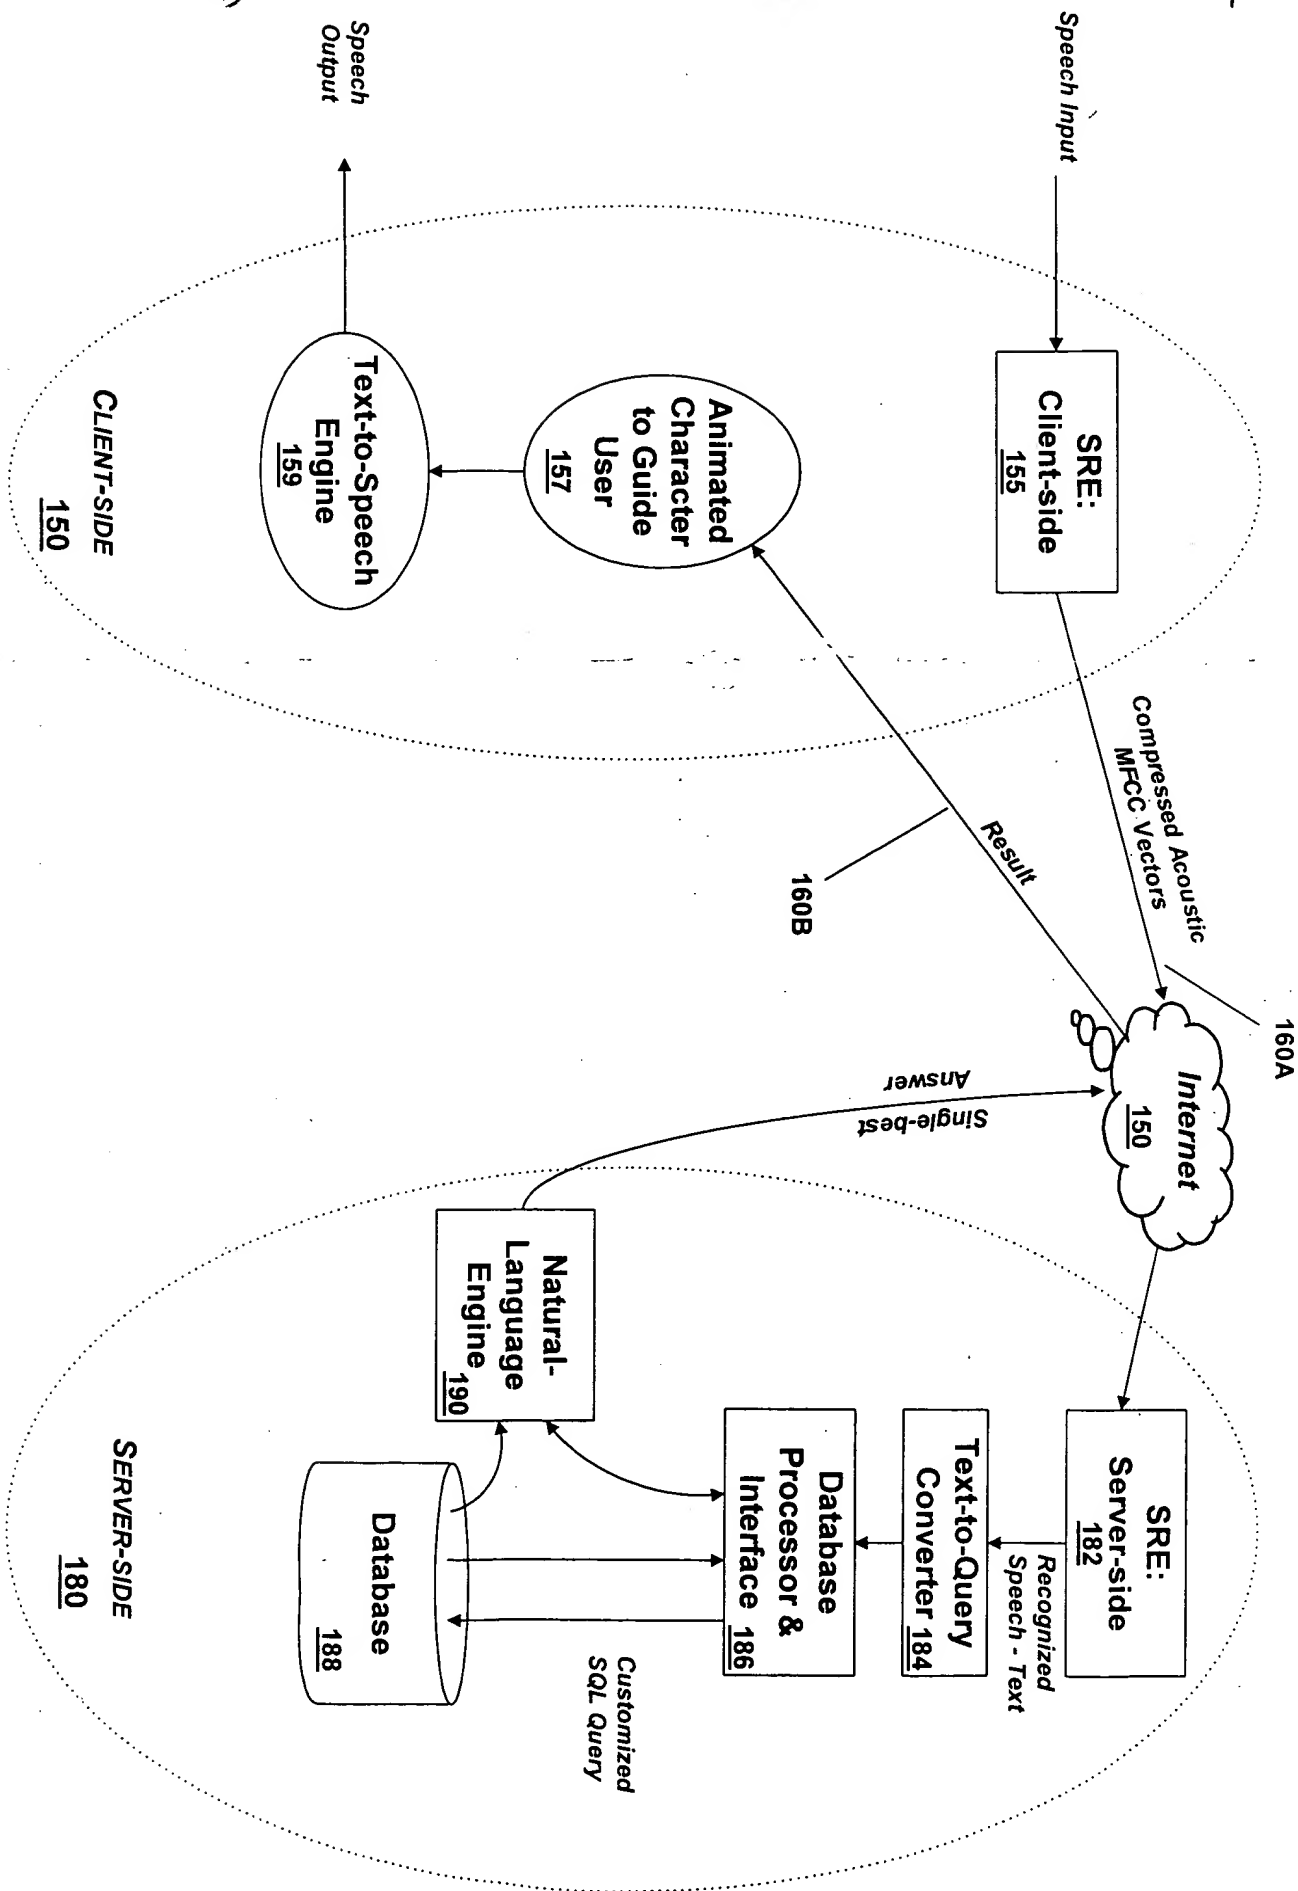 Speech Input
SRE:
Client-side
155
Compressed Acoustic
MFCC Vectors
160A
Internet
150
SRE:
Server-side
182
Recognized
Speech - Text
Text-to-Query
Converter 184
Database
Processor &
Interface 186
Customized
SQL Query
Database
188
Natural-
Language
Engine
190
Single-best
Answer
Result
160B
Animated
Character
to Guide
User
157
Text-to-Speech
Engine
159
Speech
Output
CLIENT-SIDE
150
SERVER-SIDE
180